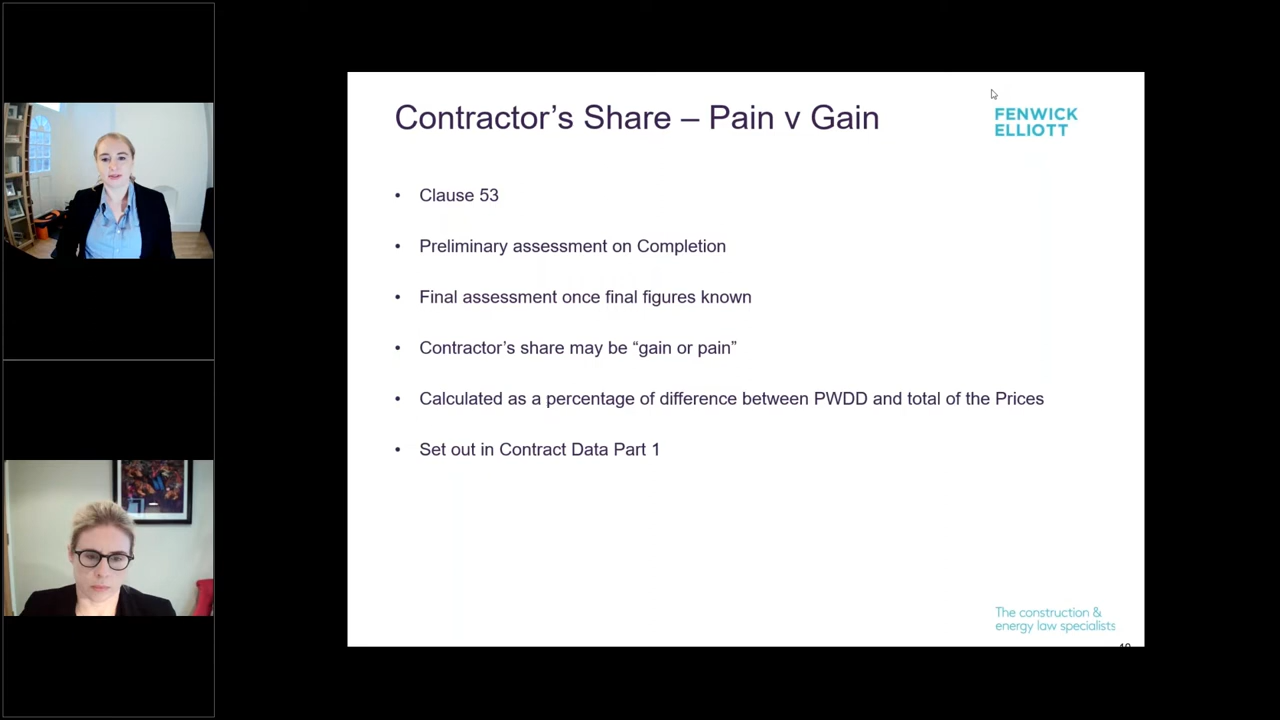 Contractor’s Share – Pain v Gain
FENWICK
ELLIOTT
• Clause 53
• Preliminary assessment on Completion
• Final assessment once final figures known
• Contractor’s share may be “gain or pain”
• Calculated as a percentage of difference between PWDD and total of the Prices
• Set out in Contract Data Part 1
The construction &
energy law specialists